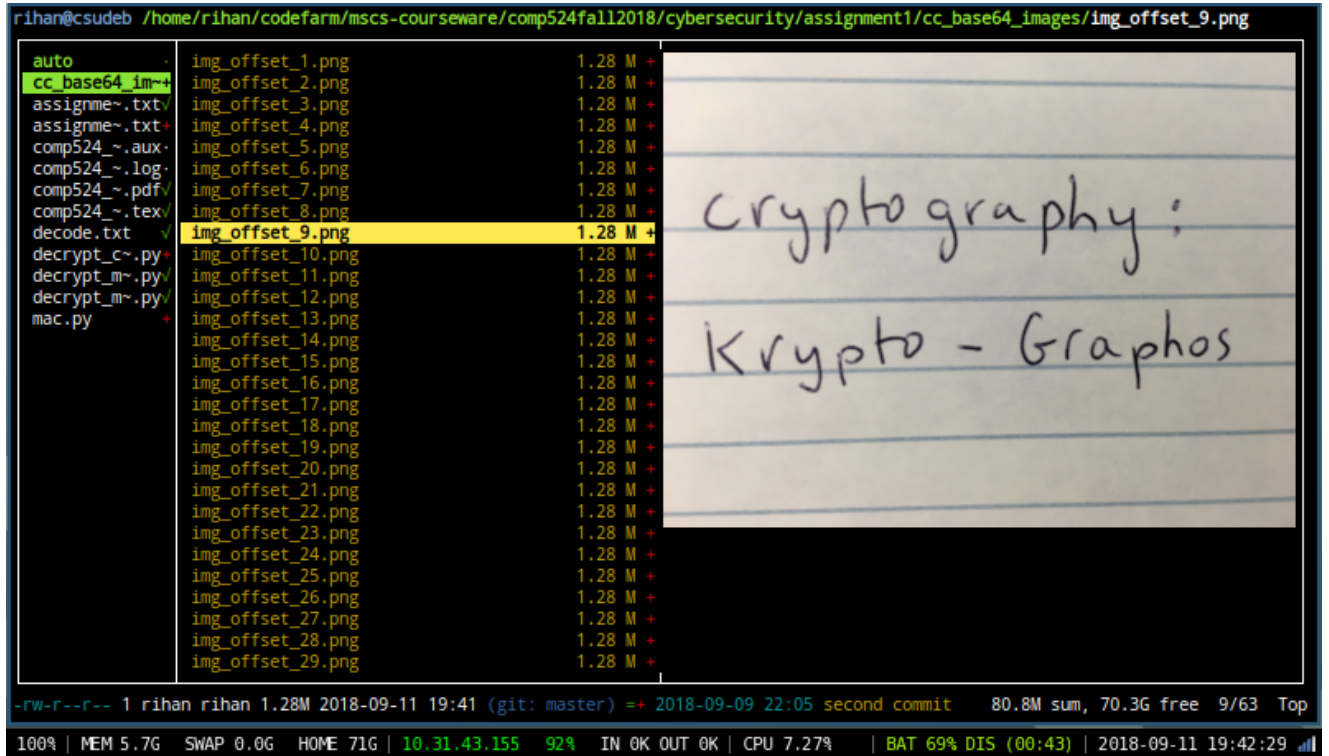 rihan@csudeb /home/rihan/codefarm/mscs-courseware/comp524fall2018/cybersecurity/assignment1/cc_base64_images/img_offset_9.png
auto ·
cc_base64_im~+
assignme~.txt√
assignme~.txt+
comp524_~.aux·
comp524_~.log·
comp524_~.pdf√
comp524_~.tex√
decode.txt √
decrypt_c~.py+
decrypt_m~.py√
decrypt_m~.py√
mac.py +
img_offset_1.png 1.28 M +
img_offset_2.png 1.28 M +
img_offset_3.png 1.28 M +
img_offset_4.png 1.28 M +
img_offset_5.png 1.28 M +
img_offset_6.png 1.28 M +
img_offset_7.png 1.28 M +
img_offset_8.png 1.28 M +
img_offset_9.png 1.28 M +
img_offset_10.png 1.28 M +
img_offset_11.png 1.28 M +
img_offset_12.png 1.28 M +
img_offset_13.png 1.28 M +
img_offset_14.png 1.28 M +
img_offset_15.png 1.28 M +
img_offset_16.png 1.28 M +
img_offset_17.png 1.28 M +
img_offset_18.png 1.28 M +
img_offset_19.png 1.28 M +
img_offset_20.png 1.28 M +
img_offset_21.png 1.28 M +
img_offset_22.png 1.28 M +
img_offset_23.png 1.28 M +
img_offset_24.png 1.28 M +
img_offset_25.png 1.28 M +
img_offset_26.png 1.28 M +
img_offset_27.png 1.28 M +
img_offset_28.png 1.28 M +
img_offset_29.png 1.28 M +
Cryptography:
Krypto - Graphos
-rw-r--r-- 1 rihan rihan 1.28M 2018-09-11 19:41 (git: master) =+ 2018-09-09 22:05 second commit 80.8M sum, 70.3G free 9/63 Top
100% | MEM 5.7G SWAP 0.0G HOME 71G | 10.31.43.155 92% IN 0K OUT 0K | CPU 7.27% | BAT 69% DIS (00:43) | 2018-09-11 19:42:29